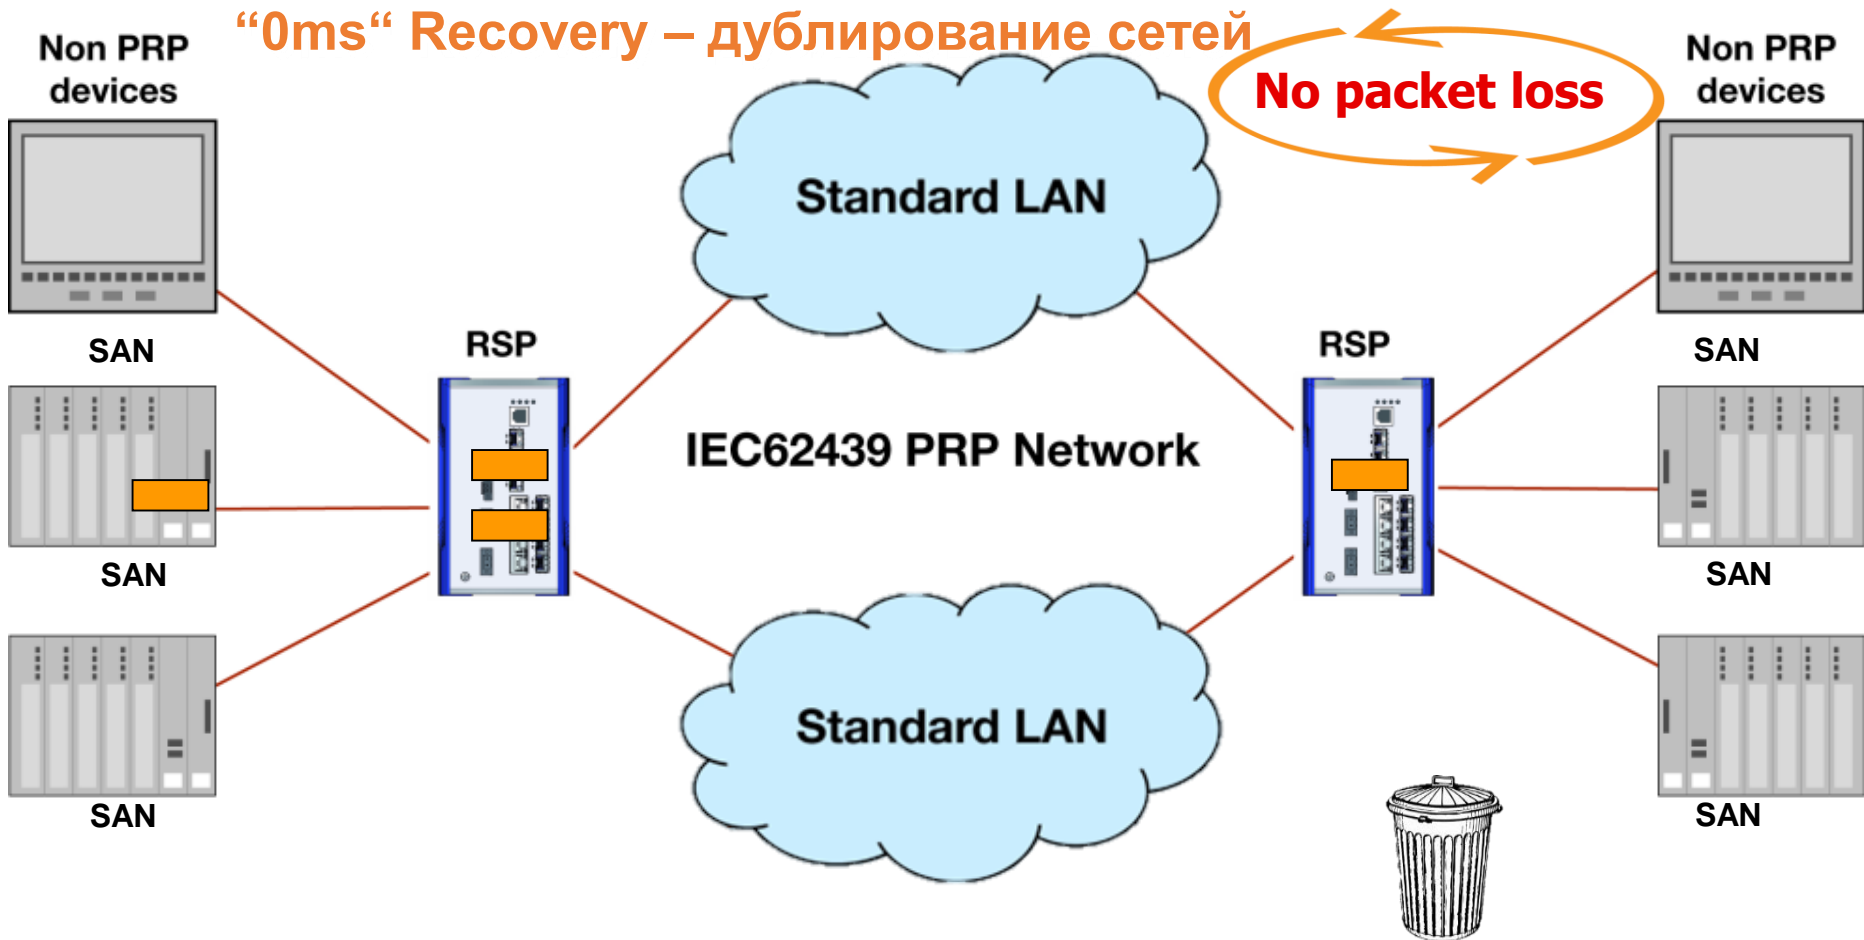 “0ms“ Recovery – дублирование сетей
Non PRP
devices
No packet loss
Non PRP
devices
Standard LAN
SAN
RSP
RSP
SAN
IEC62439 PRP Network
SAN
SAN
Standard LAN
SAN
SAN